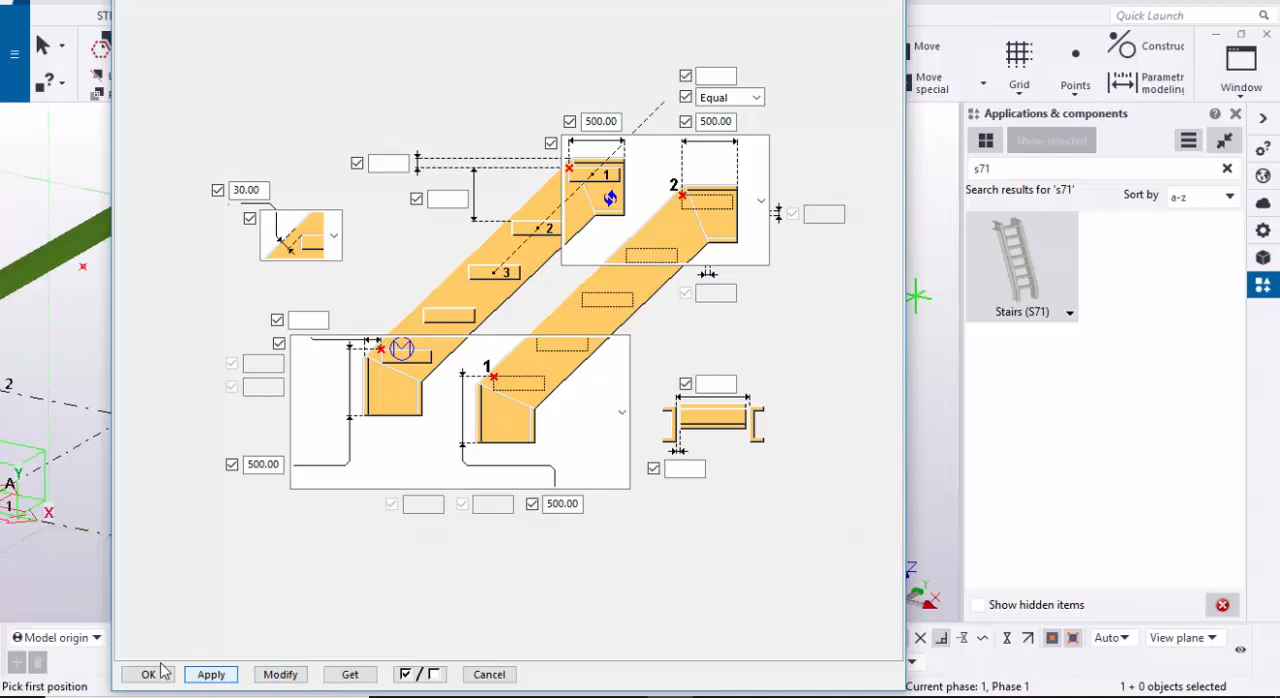 ST
Quick Launch
Move
Move
special
Grid
Points
Construc
Parametr
modeling
Window
Applications & components
Show selected
s71
Search results for 's71'
Sort by
a-z
Stairs (S71)
Show hidden items
Equal
500.00
500.00
30.00
1
2
3
2
1
500.00
500.00
2
Y
A
1
X
Z
Y
X
Model origin
Auto
View plane
OK
Apply
Modify
Get
/
Cancel
Pick first position
Current phase: 1, Phase 1
1 + 0 objects selected